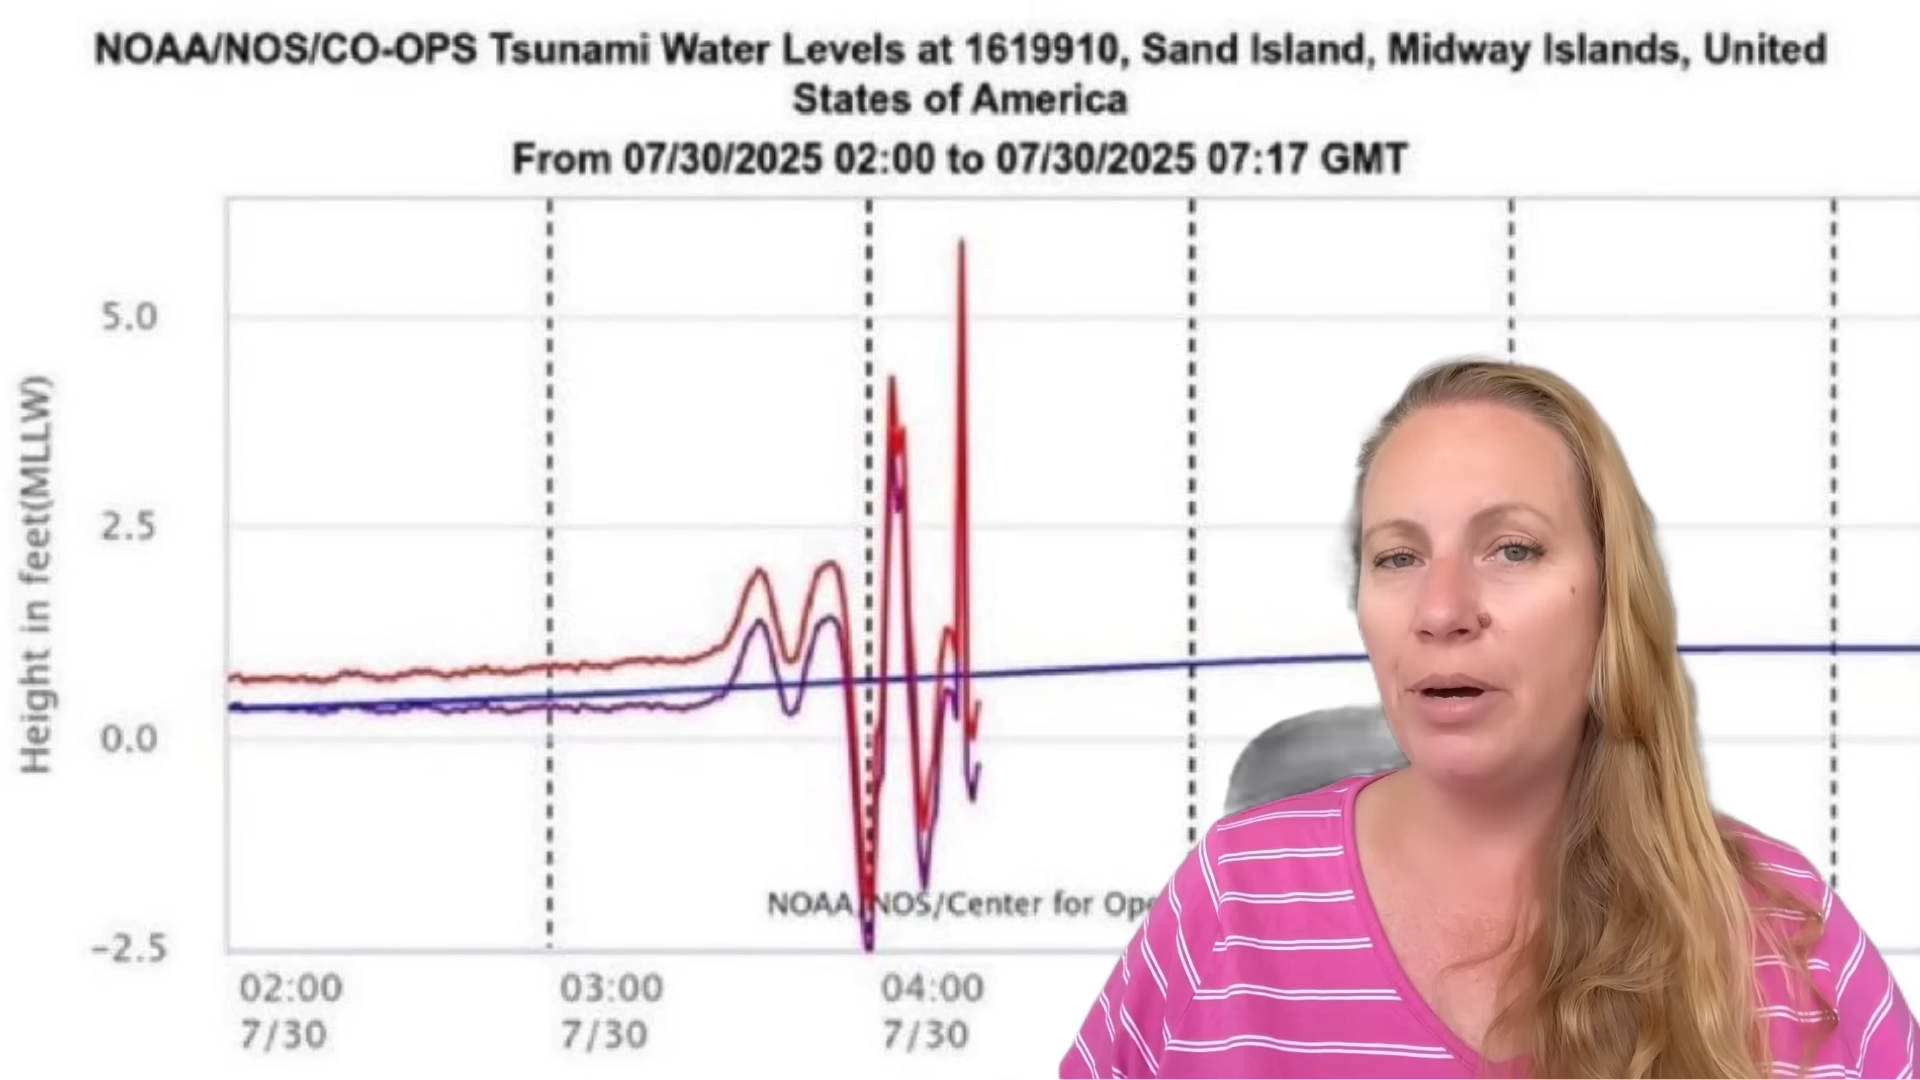 NOAA/NOS/CO-OPS Tsunami Water Levels at 1619910, Sand Island, Midway Islands, United
States of America
From 07/30/2025 02:00 to 07/30/2025 07:17 GMT
Height in feet(MLLW)
5.0
2.5
0.0
-2.5
NOAA/NOS/Center for Ope
02:00
7/30
03:00
7/30
04:00
7/30